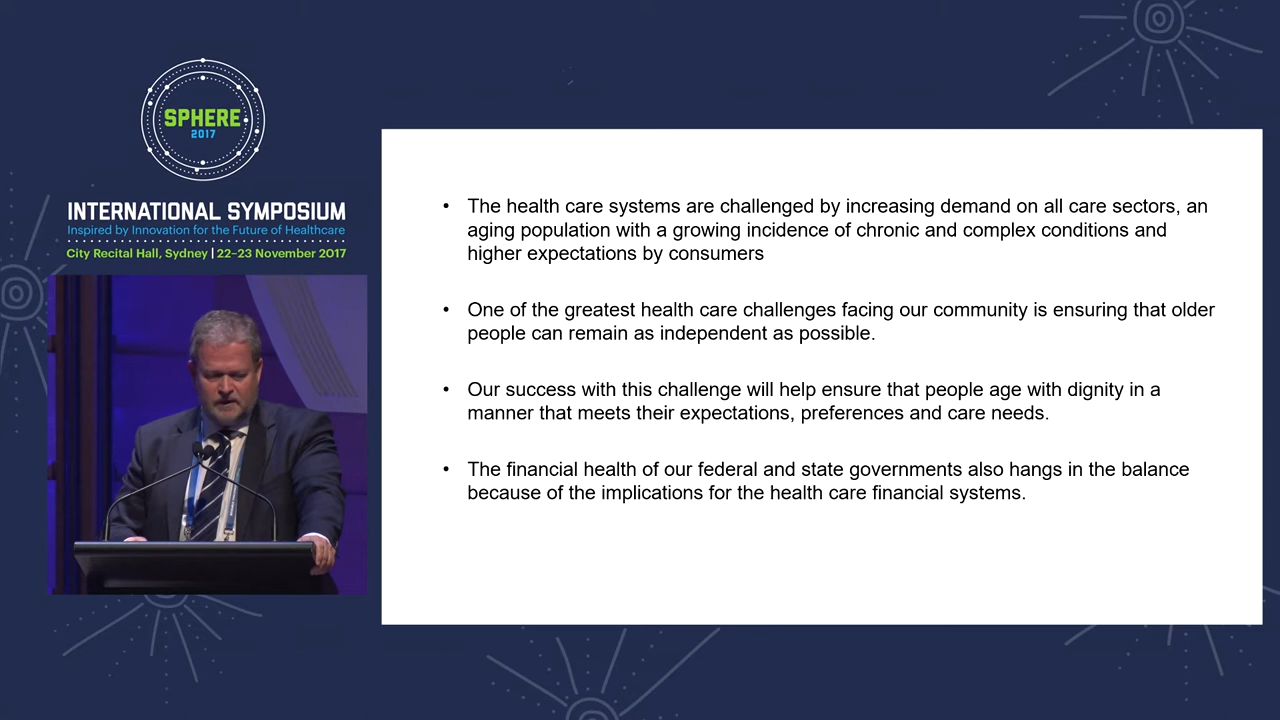 SPHERE
2017
INTERNATIONAL SYMPOSIUM
Inspired by Innovation for the Future of Healthcare
City Recital Hall, Sydney | 22–23 November 2017
• The health care systems are challenged by increasing demand on all care sectors, an
aging population with a growing incidence of chronic and complex conditions and
higher expectations by consumers
• One of the greatest health care challenges facing our community is ensuring that older
people can remain as independent as possible.
• Our success with this challenge will help ensure that people age with dignity in a
manner that meets their expectations, preferences and care needs.
• The financial health of our federal and state governments also hangs in the balance
because of the implications for the health care financial systems.